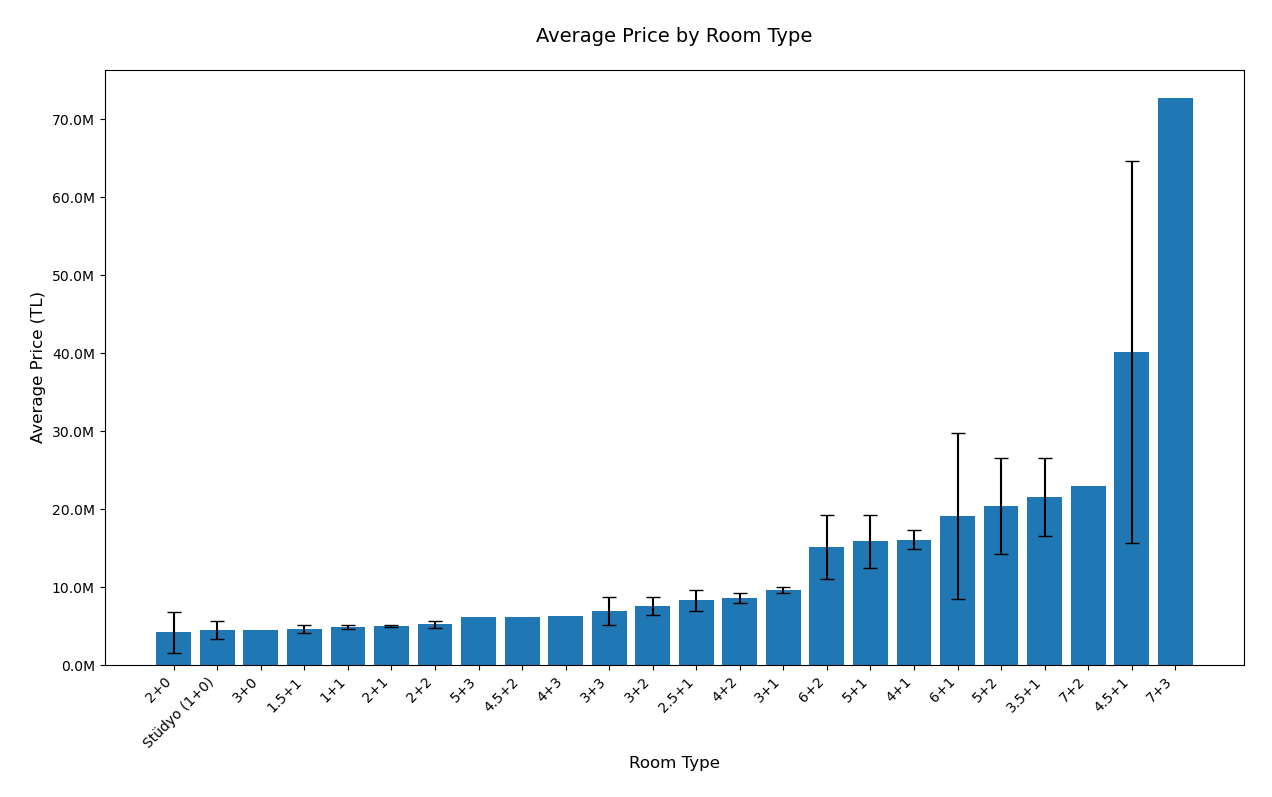 Average Price by Room Type
Average Price (TL)
70.0M
60.0M
50.0M
40.0M
30.0M
20.0M
10.0M
0.0M
2+0
Stüdyo (1+0)
3+0
1.5+1
1+1
2+1
2+2
5+3
4.5+2
4+3
3+3
3+2
2.5+1
4+2
3+1
6+2
5+1
4+1
6+1
5+2
3.5+1
7+2
4.5+1
7+3
Room Type